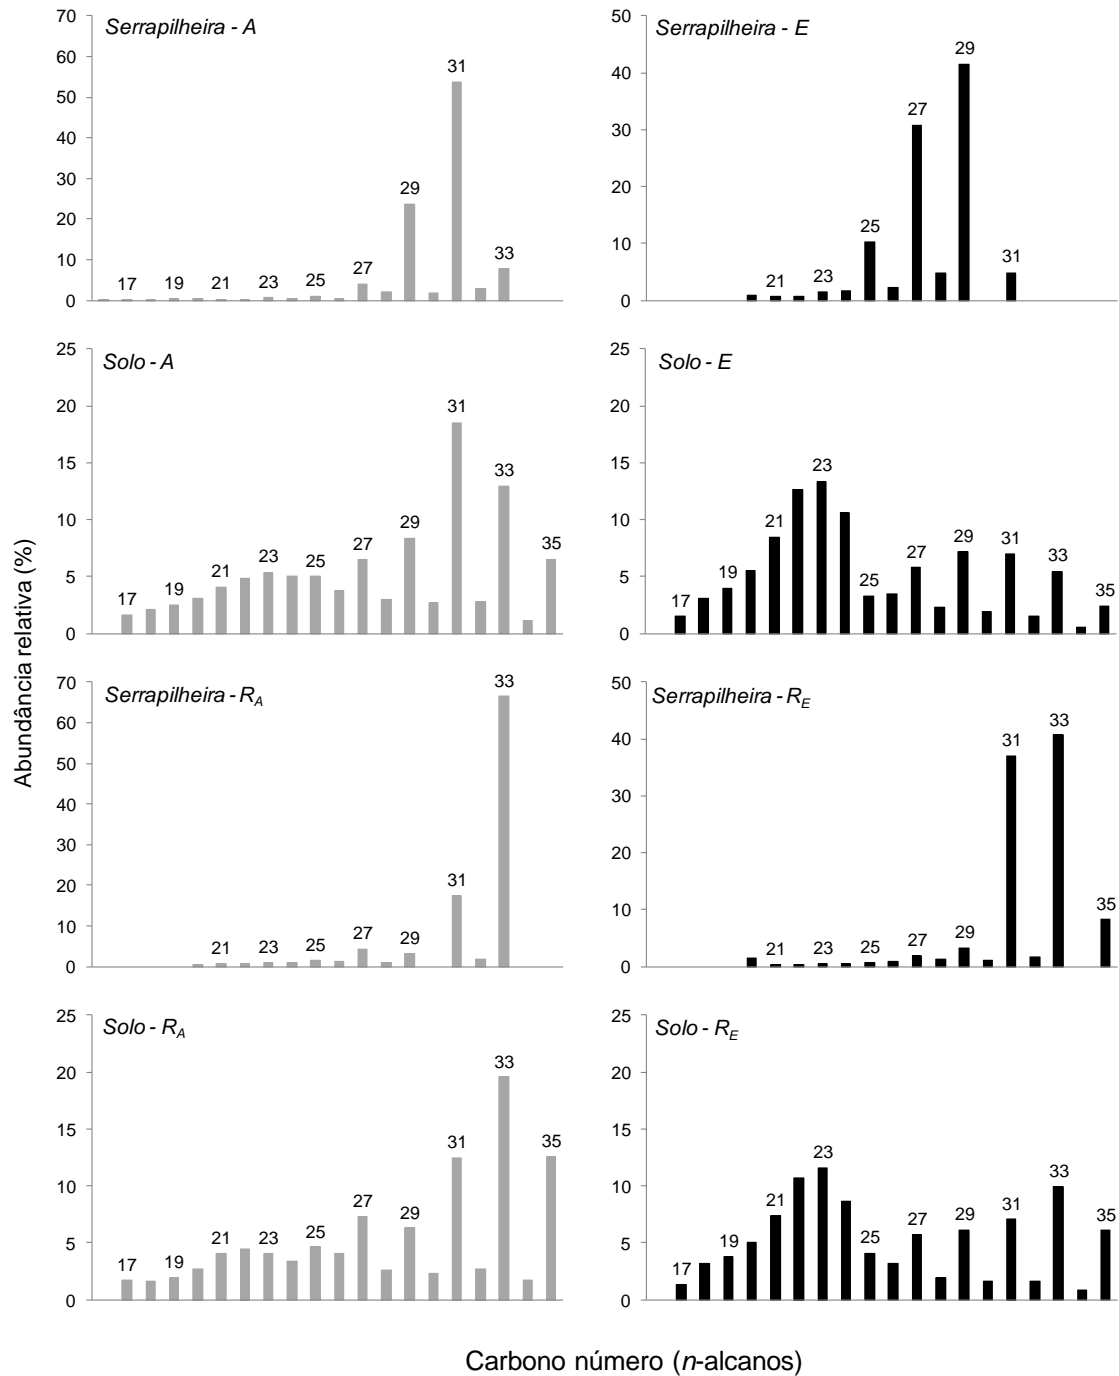 Serrapilheira - A
70
60
50
40
30
20
10
0
17 19 21 23 25 27 29 31 33
Serrapilheira - E
50
40
30
20
10
0
21 23 25 27 29 31
Solo - A
25
20
15
10
5
0
17 19 21 23 25 27 29 31 33 35
Solo - E
25
20
15
10
5
0
17 19 21 23 25 27 29 31 33 35
Abundância relativa (%)
Serrapilheira - RA
70
60
50
40
30
20
10
0
21 23 25 27 29 31 33
Serrapilheira - RE
50
40
30
20
10
0
21 23 25 27 29 31 33 35
Solo - RA
25
20
15
10
5
0
17 19 21 23 25 27 29 31 33 35
Solo - RE
25
20
15
10
5
0
17 19 21 23 25 27 29 31 33 35
Carbono número (n-alcanos)